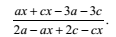 ax + cx − 3a − 3c
2a − ax + 2c − cx .